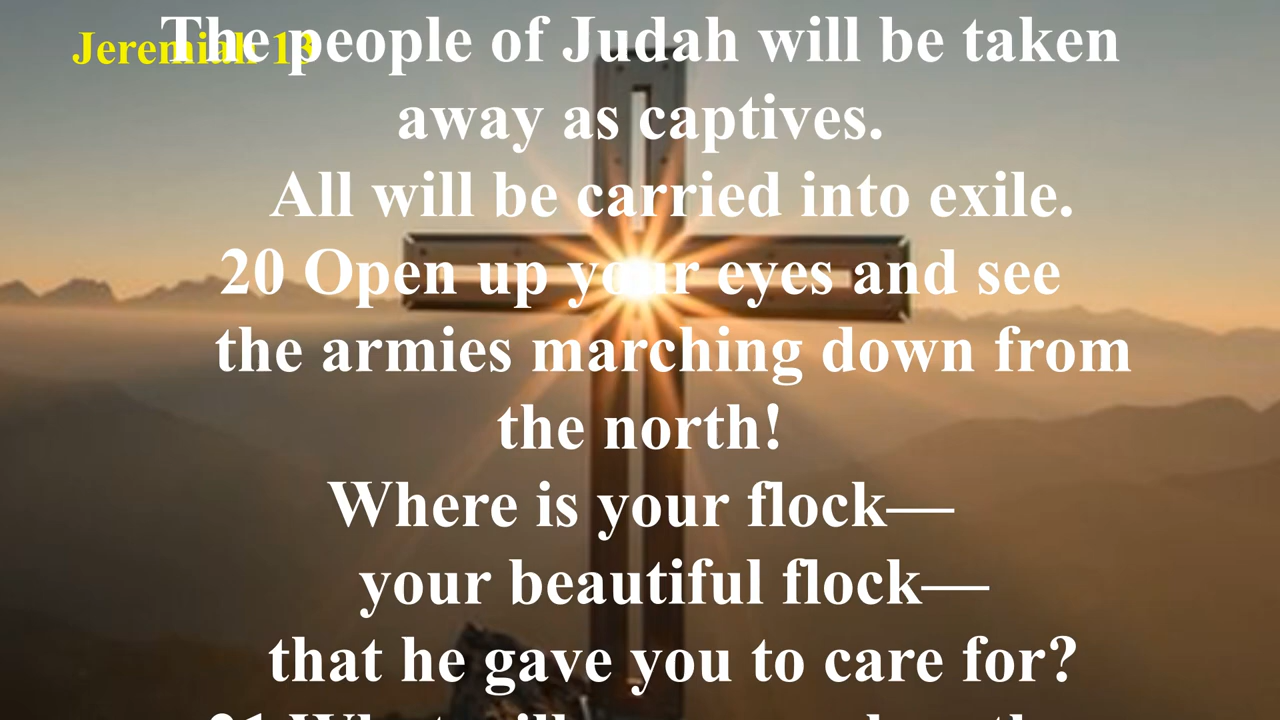 Jeremiah 13
The people of Judah will be taken
away as captives.
All will be carried into exile.
20 Open up your eyes and see
the armies marching down from
the north!
Where is your flock—
your beautiful flock—
that he gave you to care for?